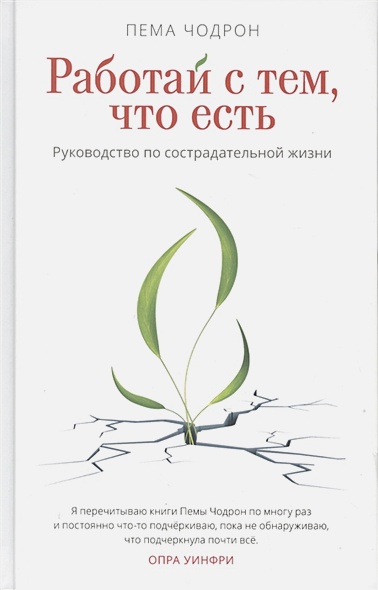 ПЕМА ЧОДРОН
Работай с тем,
что есть
Руководство по сострадательной жизни
Я перечитываю книги Пемы Чодрон по многу раз
и постоянно что-то подчёркиваю, пока не обнаруживаю,
что подчеркнула почти всё.
ОПРА УИНФРИ